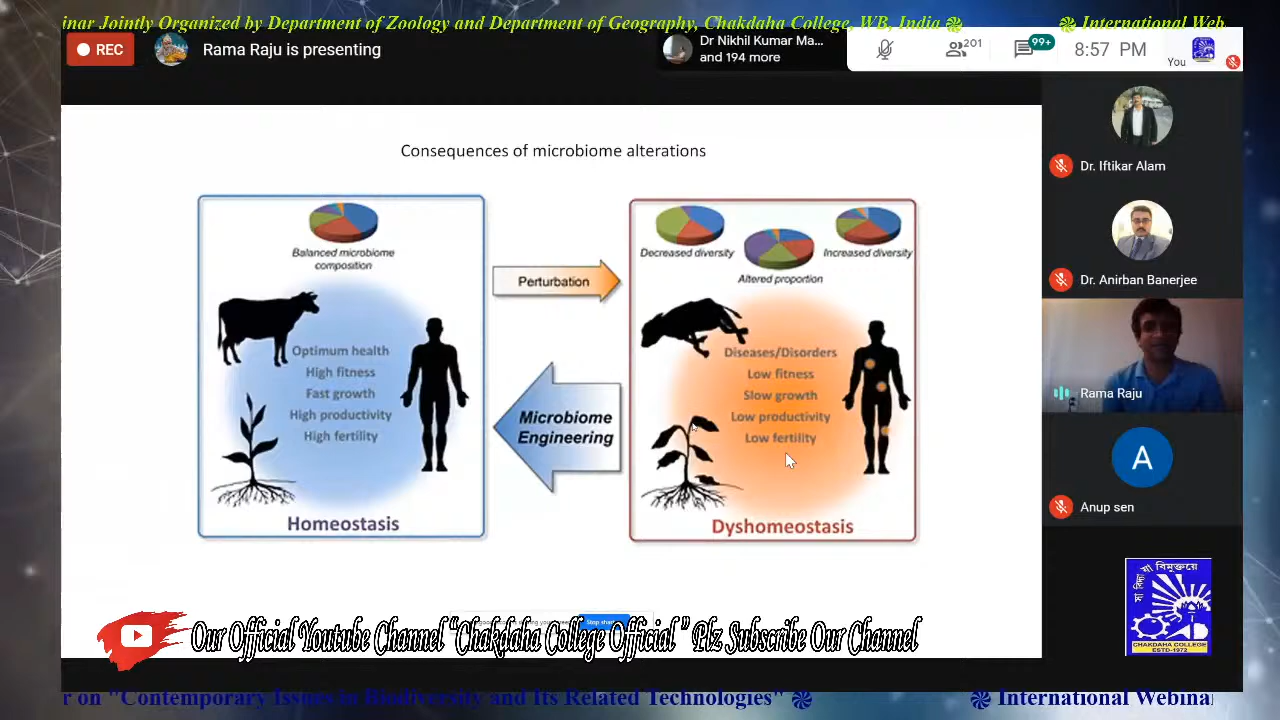 inar Jointly Organized by Department of Zoology and Department of Geography, Chakdaha College, WB, India ֍ ֍ International Web
REC
Rama Raju is presenting
Dr Nikhil Kumar Ma...
and 194 more
201
99+
8:57 PM
You
Consequences of microbiome alterations
Balanced microbiome
composition
Optimum health
High fitness
Fast growth
High productivity
High fertility
Homeostasis
Perturbation
Microbiome
Engineering
Decreased diversity
Increased diversity
Altered proportion
Diseases/Disorders
Low fitness
Slow growth
Low productivity
Low fertility
Dyshomeostasis
Dr. Iftikar Alam
Dr. Anirban Banerjee
Rama Raju
A
Anup sen
CHAKDAHA COLLEGE
ESTD-1972
Our Official Youtube Channel “Chakdaha College Official ” Plz Subscribe Our Channel
r on "Contemporary Issues in Biodiversity and Its Related Technologies" ֍ ֍ International Webina